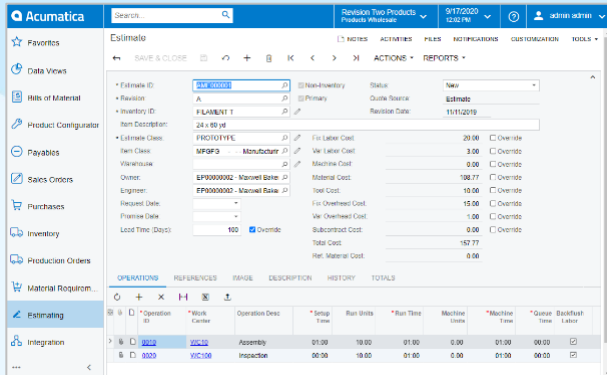 Acumatica
Search...
Revision Two Products
Products Wholesale
9/17/2020
12:02 PM
admin admin
Favorites
Data Views
Bills of Material
Product Configurator
Payables
Sales Orders
Purchases
Inventory
Production Orders
Material Requirem...
Estimating
Integration
Estimate
NOTES ACTIVITIES FILES NOTIFICATIONS CUSTOMIZATION TOOLS
SAVE & CLOSE ACTIONS REPORTS
* Estimate ID: Non-Inventory Status: New
* Revision: A Primary Quote Source: Estimate
* Inventory ID: FILAMENT T Revision Date: 11/11/2019
Item Description: 24 x 60 yd
* Estimate Class: PROTOTYPE Fix Labor Cost: 20.00 Override
Item Class: MFGFG - Manufacturin Var Labor Cost: 3.00 Override
Warehouse: Machine Cost: 0.00 Override
Owner: EP00000002 - Maxwell Baker Material Cost: 108.77 Override
Engineer: EP00000002 - Maxwell Baker Tool Cost: 10.00 Override
Request Date: Fix Overhead Cost: 15.00 Override
Promise Date: Var Overhead Cost: 1.00 Override
Lead Time (Days): 100 Override Subcontract Cost: 0.00 Override
Total Cost: 157.77
Ref. Material Cost: 0.00
OPERATIONS REFERENCES IMAGE DESCRIPTION HISTORY TOTALS
* Operation ID * Work Center Operation Desc * Setup Time Run Units * Run Time Machine Units * Machine Time * Queue Time Backflush Labor
0010 WC10 Assembly 01:00 10.00 01:00 0.00 01:00 00:00
0020 WC100 Inspection 00:00 10.00 01:00 0.00 01:00 00:00